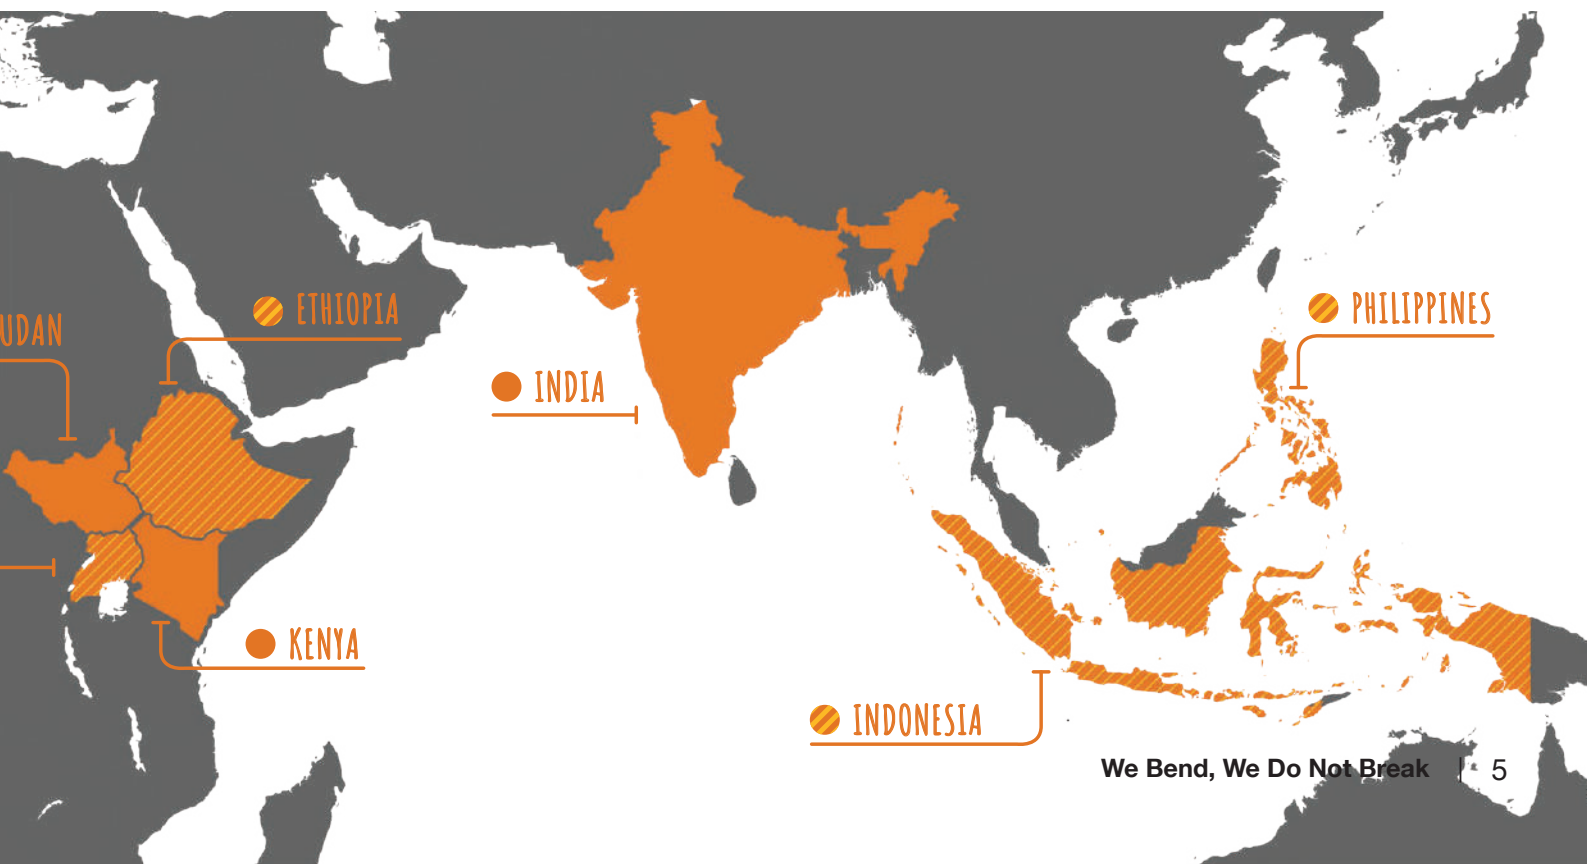 ETHIOPIA
PHILIPPINES
UDAN
INDIA
KENYA
INDONESIA
We Bend, We Do Not Break | 5